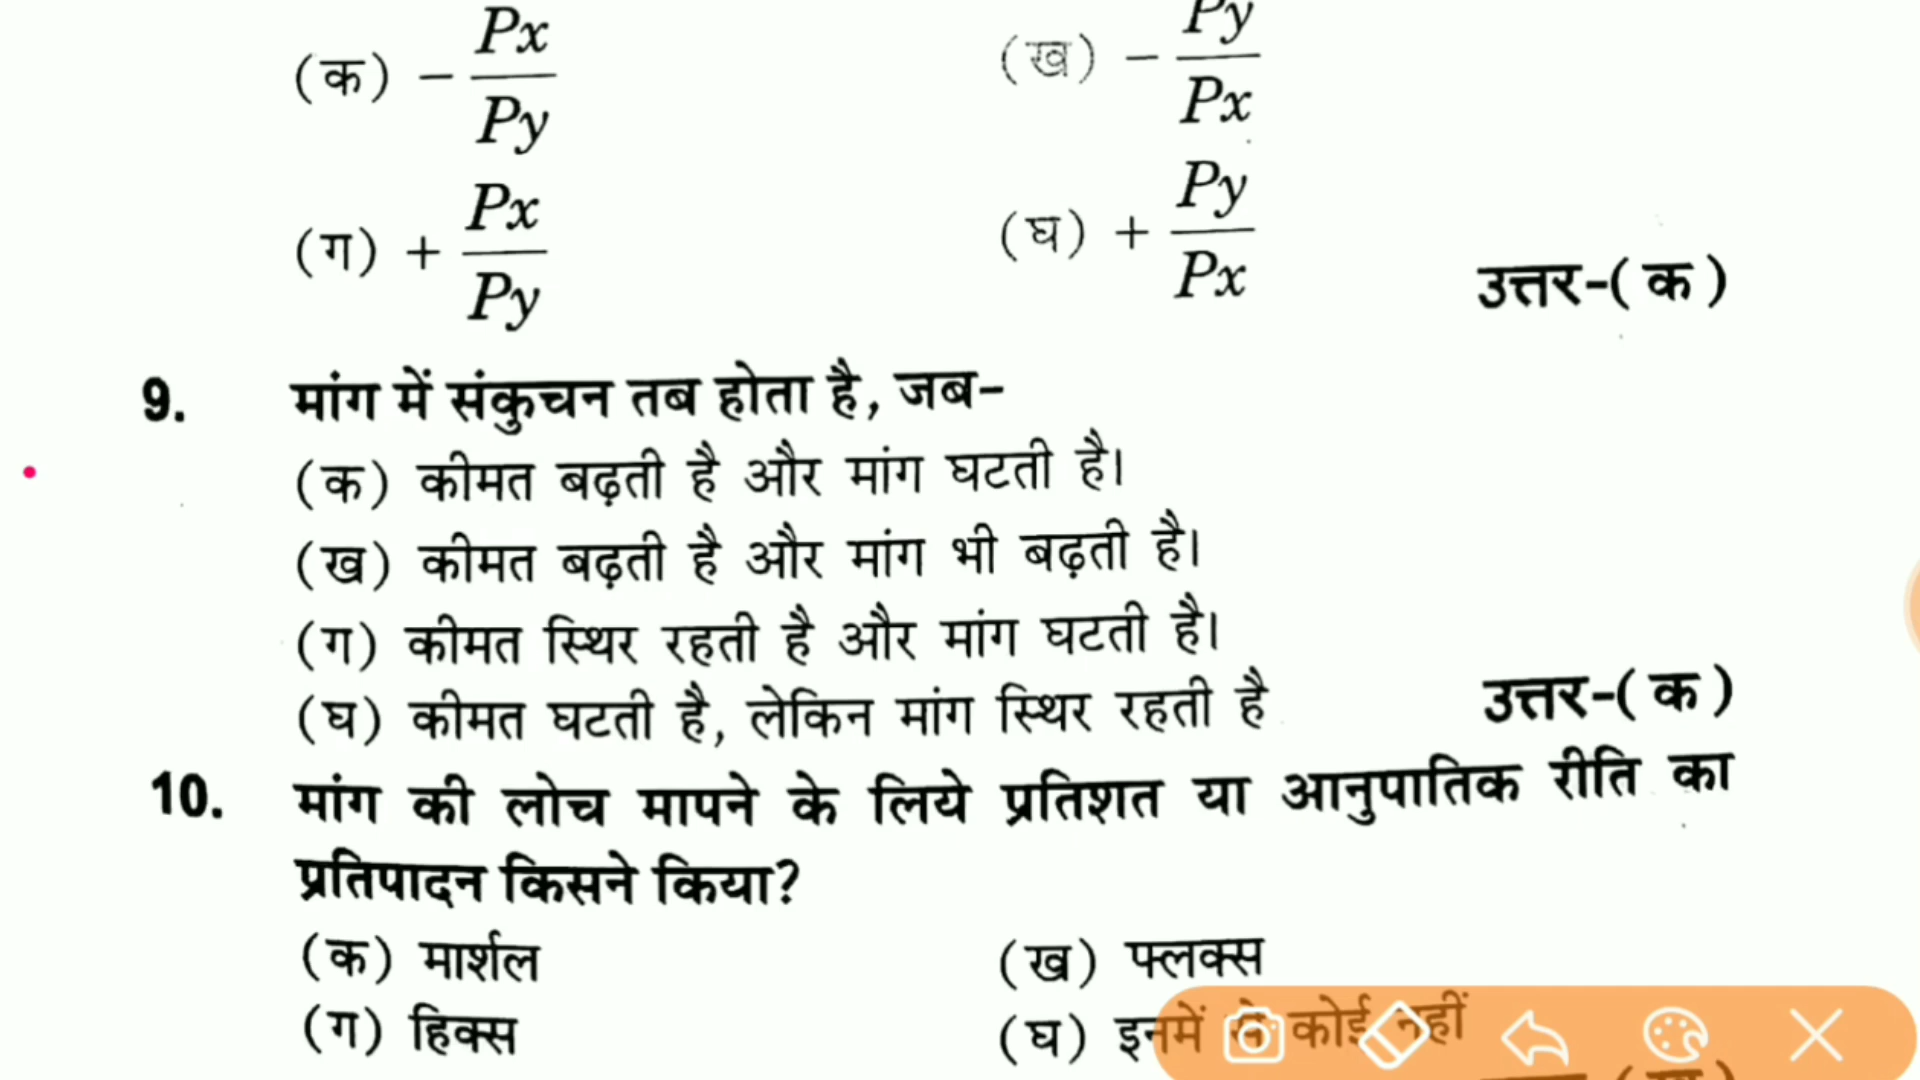 (क) - Px/Py (ख) - Py/Px
(ग) + Px/Py (घ) + Py/Px
उत्तर-( क )
9. मांग में संकुचन तब होता है, जब-
(क) कीमत बढ़ती है और मांग घटती है।
(ख) कीमत बढ़ती है और मांग भी बढ़ती है।
(ग) कीमत स्थिर रहती है और मांग घटती है।
(घ) कीमत घटती है, लेकिन मांग स्थिर रहती है
उत्तर-( क )
10. मांग की लोच मापने के लिये प्रतिशत या आनुपातिक रीति का
प्रतिपादन किसने किया?
(क) मार्शल (ख) फ्लक्स
(ग) हिक्स (घ) इनमें से कोई नहीं